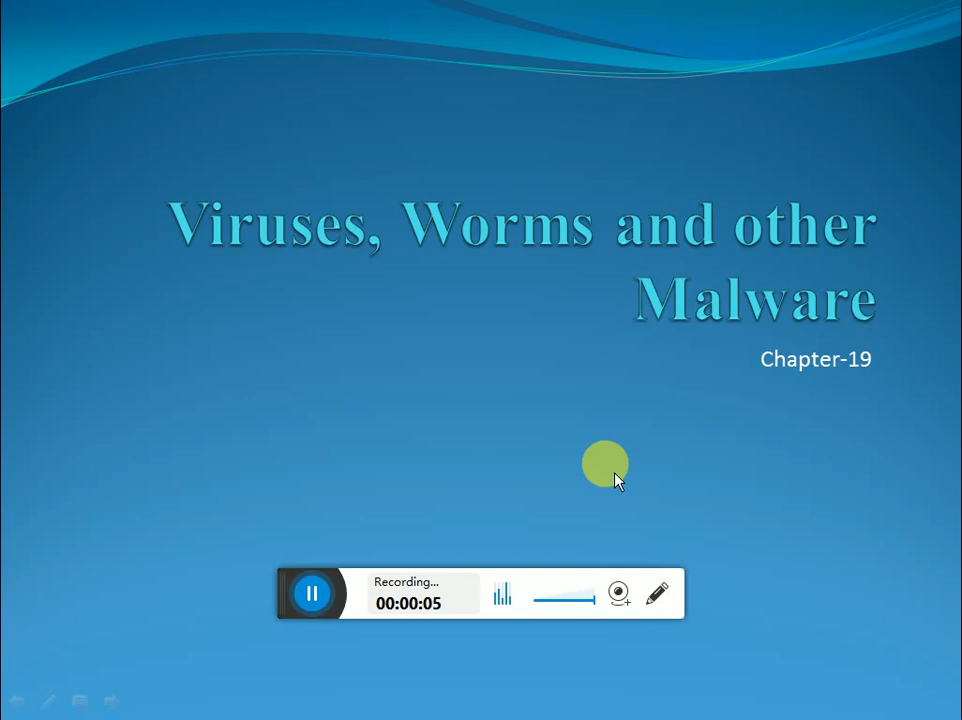 Viruses, Worms and other
Malware
Chapter-19
Recording...
00:00:05